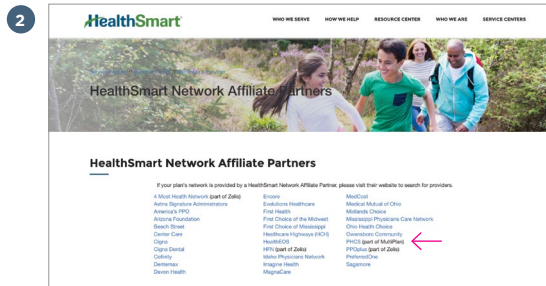 2
HealthSmart
WHO WE SERVE HOW WE HELP RESOURCE CENTER WHO WE ARE SERVICE CENTERS
HealthSmart Network Affiliate Partners
HealthSmart Network Affiliate Partners
If your plan's network is provided by a HealthSmart Network Affiliate Partner, please visit their website to search for providers.
4 Most Health Network (part of Zelis)
Aetna Signature Administrators
America's PPO
Arizona Foundation
Beech Street
Center Care
Cigna
Cigna Dental
Cofinity
Dentemax
Devon Health
Encore
Evolutions Healthcare
First Health
First Choice of the Midwest
First Choice of Mississippi
Healthcare Highways (HCH)
HealthEOS
HFN (part of Zelis)
Idaho Physicians Network
Imagine Health
MagnaCare
MedCost
Medical Mutual of Ohio
Midlands Choice
Mississippi Physicians Care Network
Ohio Health Choice
Owensboro Community
PHCS (part of MultiPlan)
PPOplus (part of Zelis)
PreferredOne
Sagamore